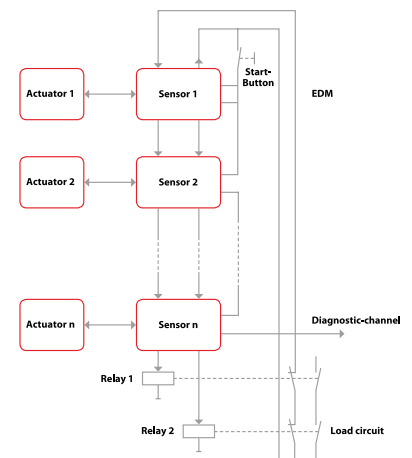 Actuator 1
Sensor 1
Start-
Button
EDM
Actuator 2
Sensor 2
Actuator n
Sensor n
Diagnostic-channel
Relay 1
Relay 2
Load circuit